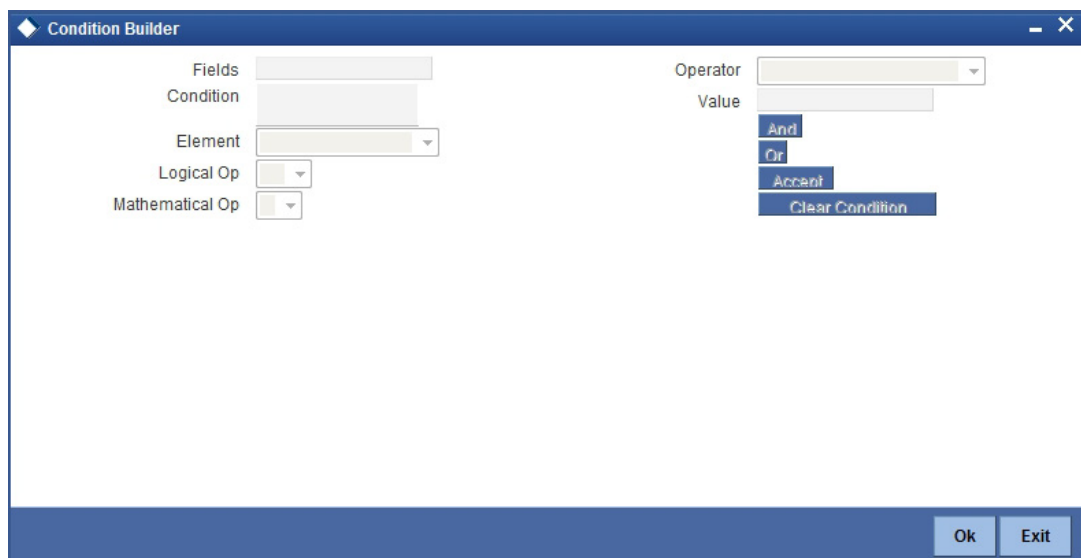 Condition Builder
Fields
Condition
Element
Logical Op
Mathematical Op
Operator
Value
And
Or
Accept
Clear Condition
Ok
Exit